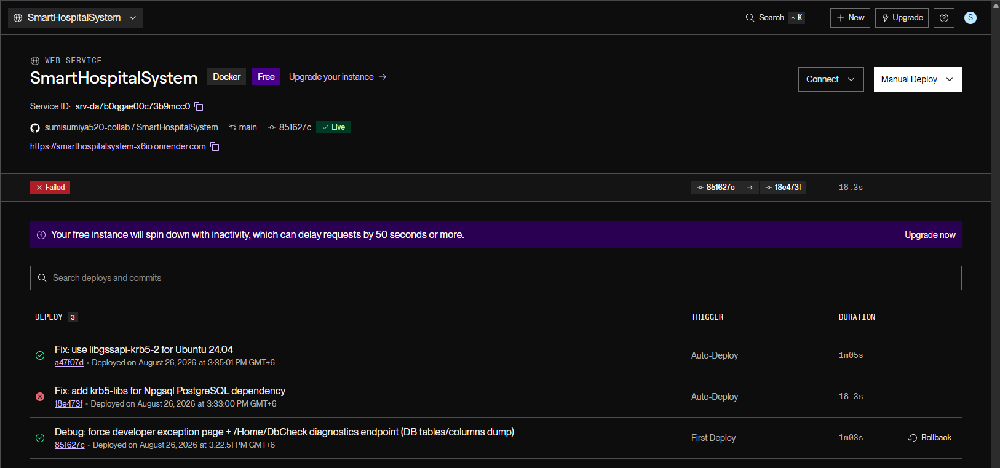 SmartHospitalSystem
Search ^ K
+ New
Upgrade
S
WEB SERVICE
SmartHospitalSystem Docker Free Upgrade your instance →
Connect
Manual Deploy
Service ID: srv-da7b0qgae00c73b9mcc0
sumisumiya520-collab / SmartHospitalSystem main 851627c ✓ Live
https://smarthospitalsystem-x6io.onrender.com
✕ Failed 851627c → 18e473f 18.3s
Your free instance will spin down with inactivity, which can delay requests by 50 seconds or more. Upgrade now
Search deploys and commits
DEPLOY 3 TRIGGER DURATION
Fix: use libgssapi-krb5-2 for Ubuntu 24.04
a47f07d • Deployed on August 26, 2026 at 3:35:01 PM GMT+6 Auto-Deploy 1m05s
Fix: add krb5-libs for Npgsql PostgreSQL dependency
18e473f • Deployed on August 26, 2026 at 3:33:00 PM GMT+6 Auto-Deploy 18.3s
Debug: force developer exception page + /Home/DbCheck diagnostics endpoint (DB tables/columns dump)
851627c • Deployed on August 26, 2026 at 3:22:51 PM GMT+6 First Deploy 1m03s Rollback